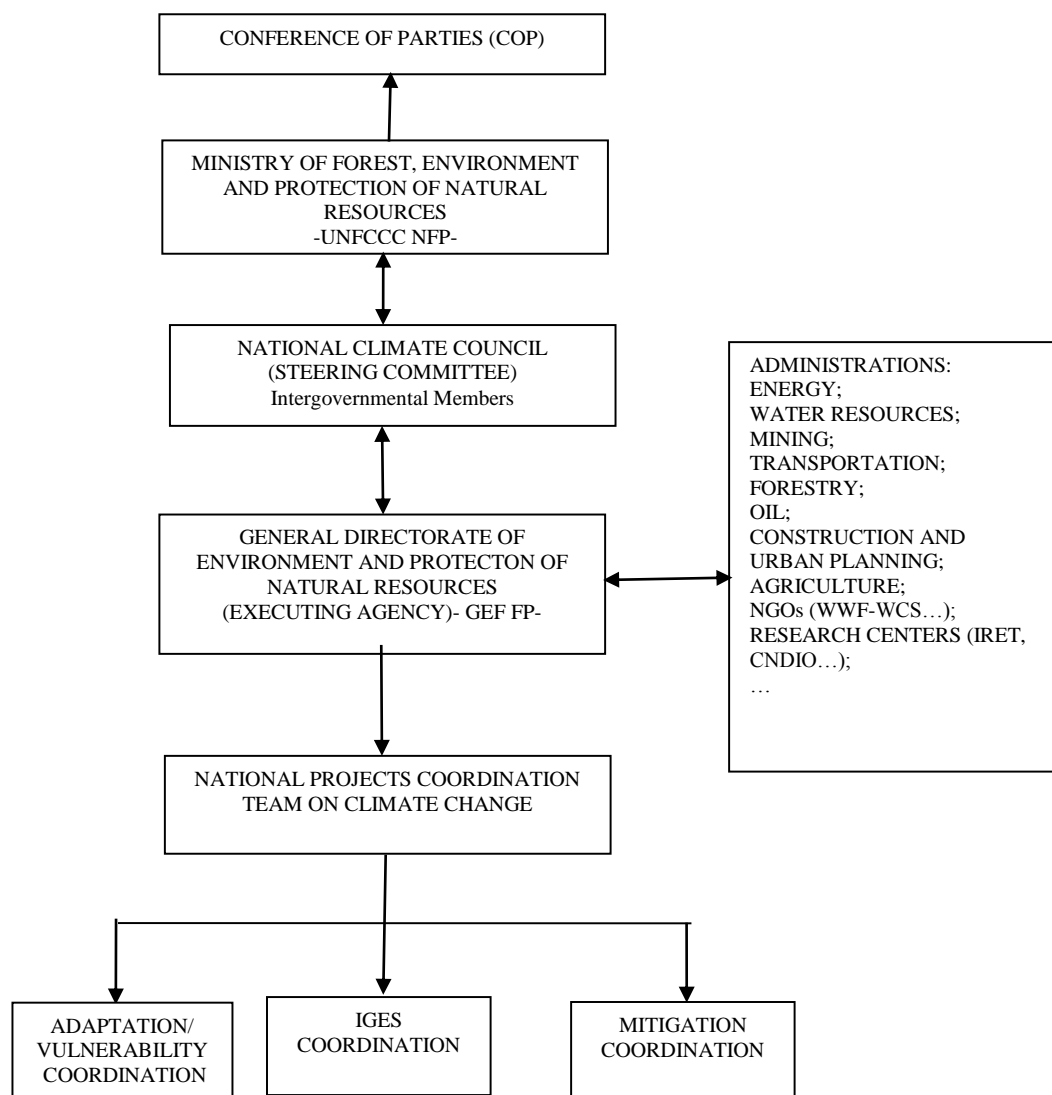 CONFERENCE OF PARTIES (COP)
MINISTRY OF FOREST, ENVIRONMENT
AND PROTECTION OF NATURAL
RESOURCES
-UNFCCC NFP-
NATIONAL CLIMATE COUNCIL
(STEERING COMMITTEE)
Intergovernmental Members
GENERAL DIRECTORATE OF
ENVIRONMENT AND PROTECTON OF
NATURAL RESOURCES
(EXECUTING AGENCY)- GEF FP-
ADMINISTRATIONS:
ENERGY;
WATER RESOURCES;
MINING;
TRANSPORTATION;
FORESTRY;
OIL;
CONSTRUCTION AND
URBAN PLANNING;
AGRICULTURE;
NGOs (WWF-WCS…);
RESEARCH CENTERS (IRET,
CNDIO…);
…
NATIONAL PROJECTS COORDINATION
TEAM ON CLIMATE CHANGE
ADAPTATION/
VULNERABILITY
COORDINATION
IGES
COORDINATION
MITIGATION
COORDINATION